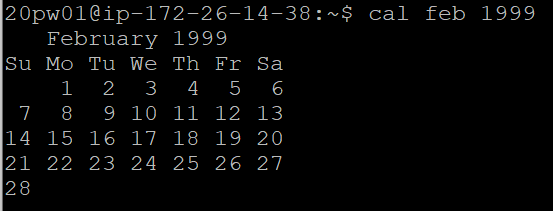 20pw01@ip-172-26-14-38:~$ cal feb 1999
   February 1999
Su Mo Tu We Th Fr Sa
    1  2  3  4  5  6
 7  8  9 10 11 12 13
14 15 16 17 18 19 20
21 22 23 24 25 26 27
28